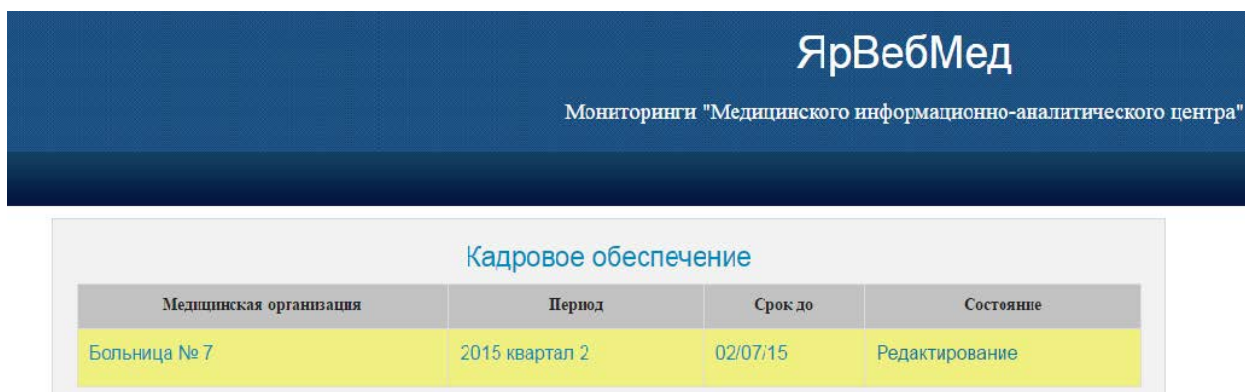 ЯрВебМед
Мониторинги "Медицинского информационно-аналитического центра"
Кадровое обеспечение
Медицинская организация Период Срок до Состояние
Больница № 7 2015 квартал 2 02/07/15 Редактирование